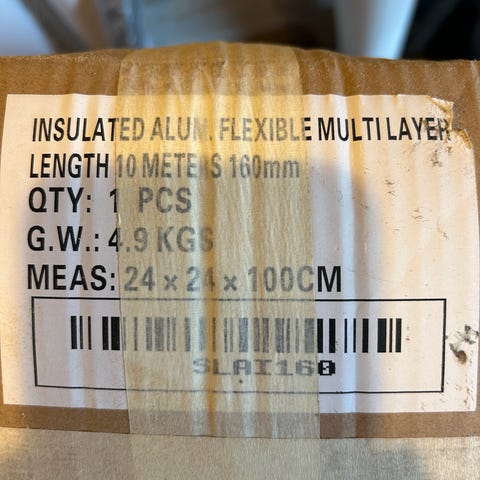 INSULATED ALUM. FLEXIBLE MULTI LAYER
LENGTH 10 METERS 160mm
QTY: 1 PCS
G.W.: 4.9 KGS
MEAS: 24 x 24 x 100CM
SLAI160